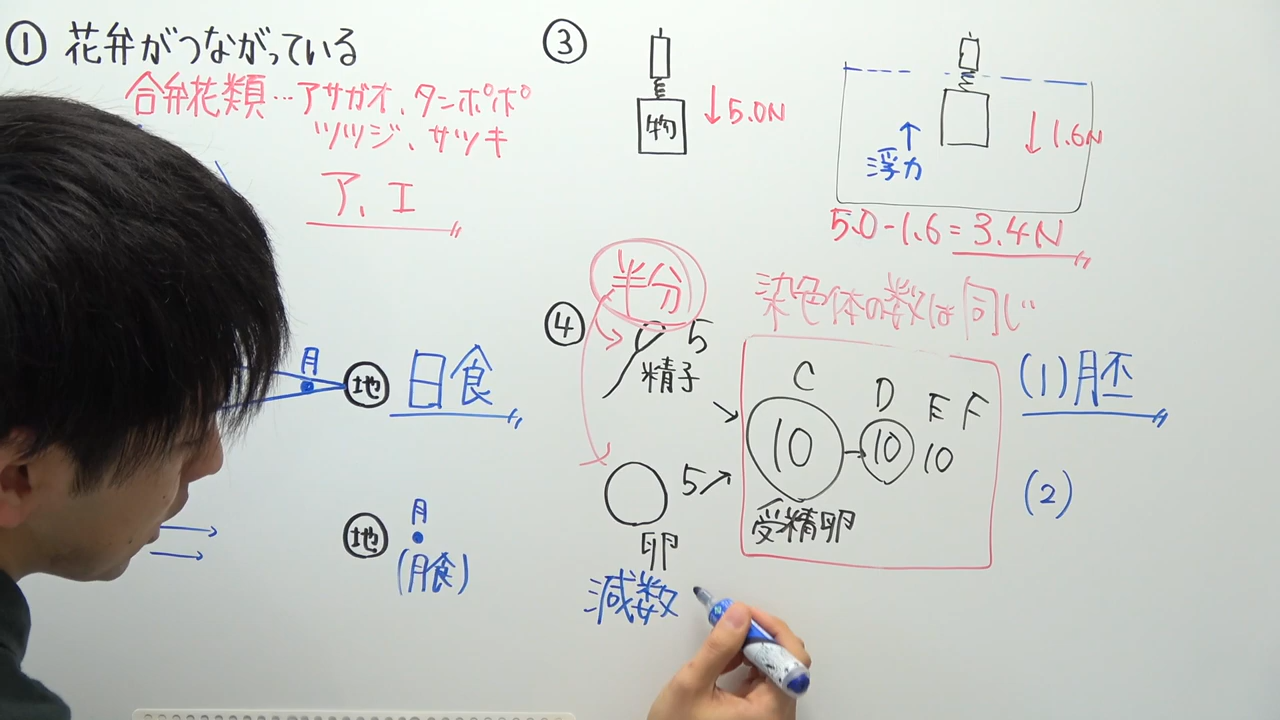 ① 花弁がつながっている
合弁花類…アサガオ、タンポポ
ツツジ、サツキ
ア、エ
月
地
日食
地
月
(月食)
③
物
↓5.0N
↓1.6N
↑
浮力
5.0-1.6=3.4N
④
半分
5
精子
5
卵
減数
染色体の数は同じ
C D E F
10 10 10
受精卵
(1)胚
(2)